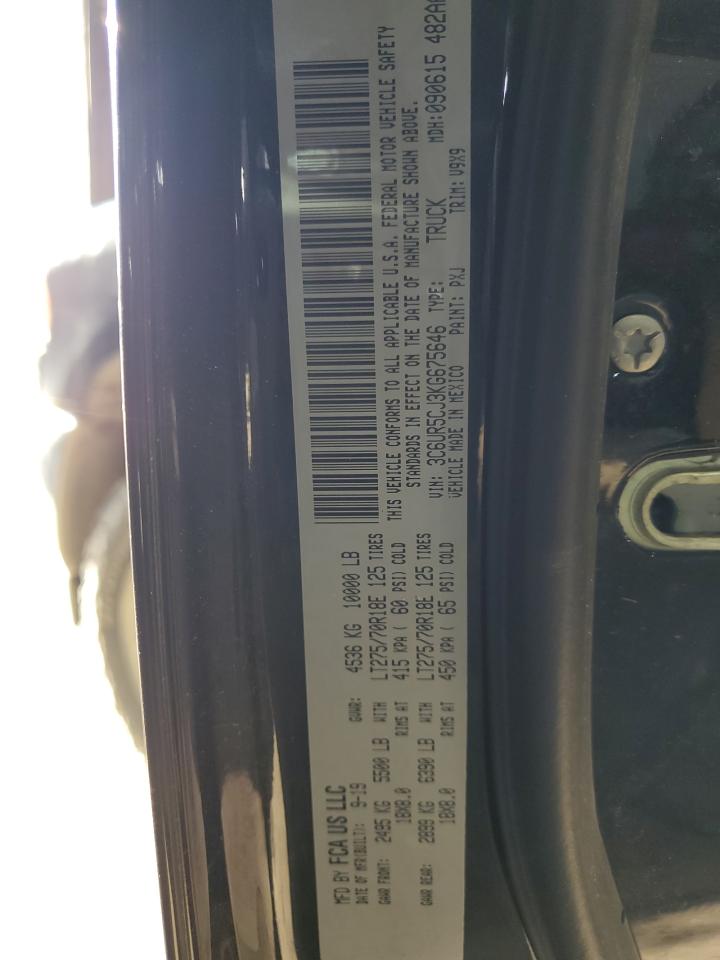 MFD BY FCA US LLC
DATE OF MFR(BUILT): 9-19 GVWR: 4536 KG 10000 LB
GAWR FRONT: 2495 KG 5500 LB WITH LT275/70R18E 125 TIRES
18X8.0 RIMS AT 415 KPA ( 60 PSI) COLD
GAWR REAR: 2899 KG 6390 LB WITH LT275/70R18E 125 TIRES
18X8.0 RIMS AT 450 KPA ( 65 PSI) COLD
THIS VEHICLE CONFORMS TO ALL APPLICABLE U.S.A. FEDERAL MOTOR VEHICLE SAFETY
STANDARDS IN EFFECT ON THE DATE OF MANUFACTURE SHOWN ABOVE.
VIN: 3C6UR5CJ3KG675646 TYPE: TRUCK MDH:090615 482
VEHICLE MADE IN MEXICO PAINT: PXJ TRIM: V9X9